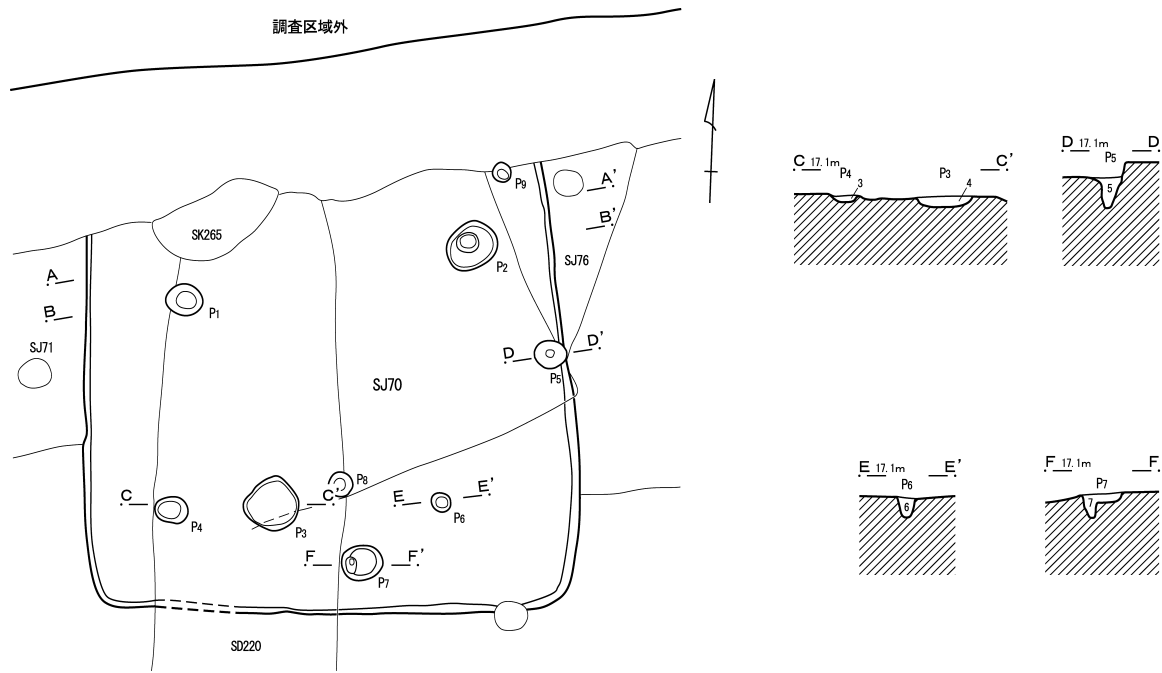 調査区域外
SK265
P9
A'
B'
P2
SJ76
A
B
P1
SJ71
D
D'
P5
SJ70
C
P4
P3
C'
P8
E
E'
P6
F
F'
P7
SD220
C 17.1m C'
P4 P3
3 4
D 17.1m D
P5
5
E 17.1m E'
P6
6
F 17.1m F
P7
7